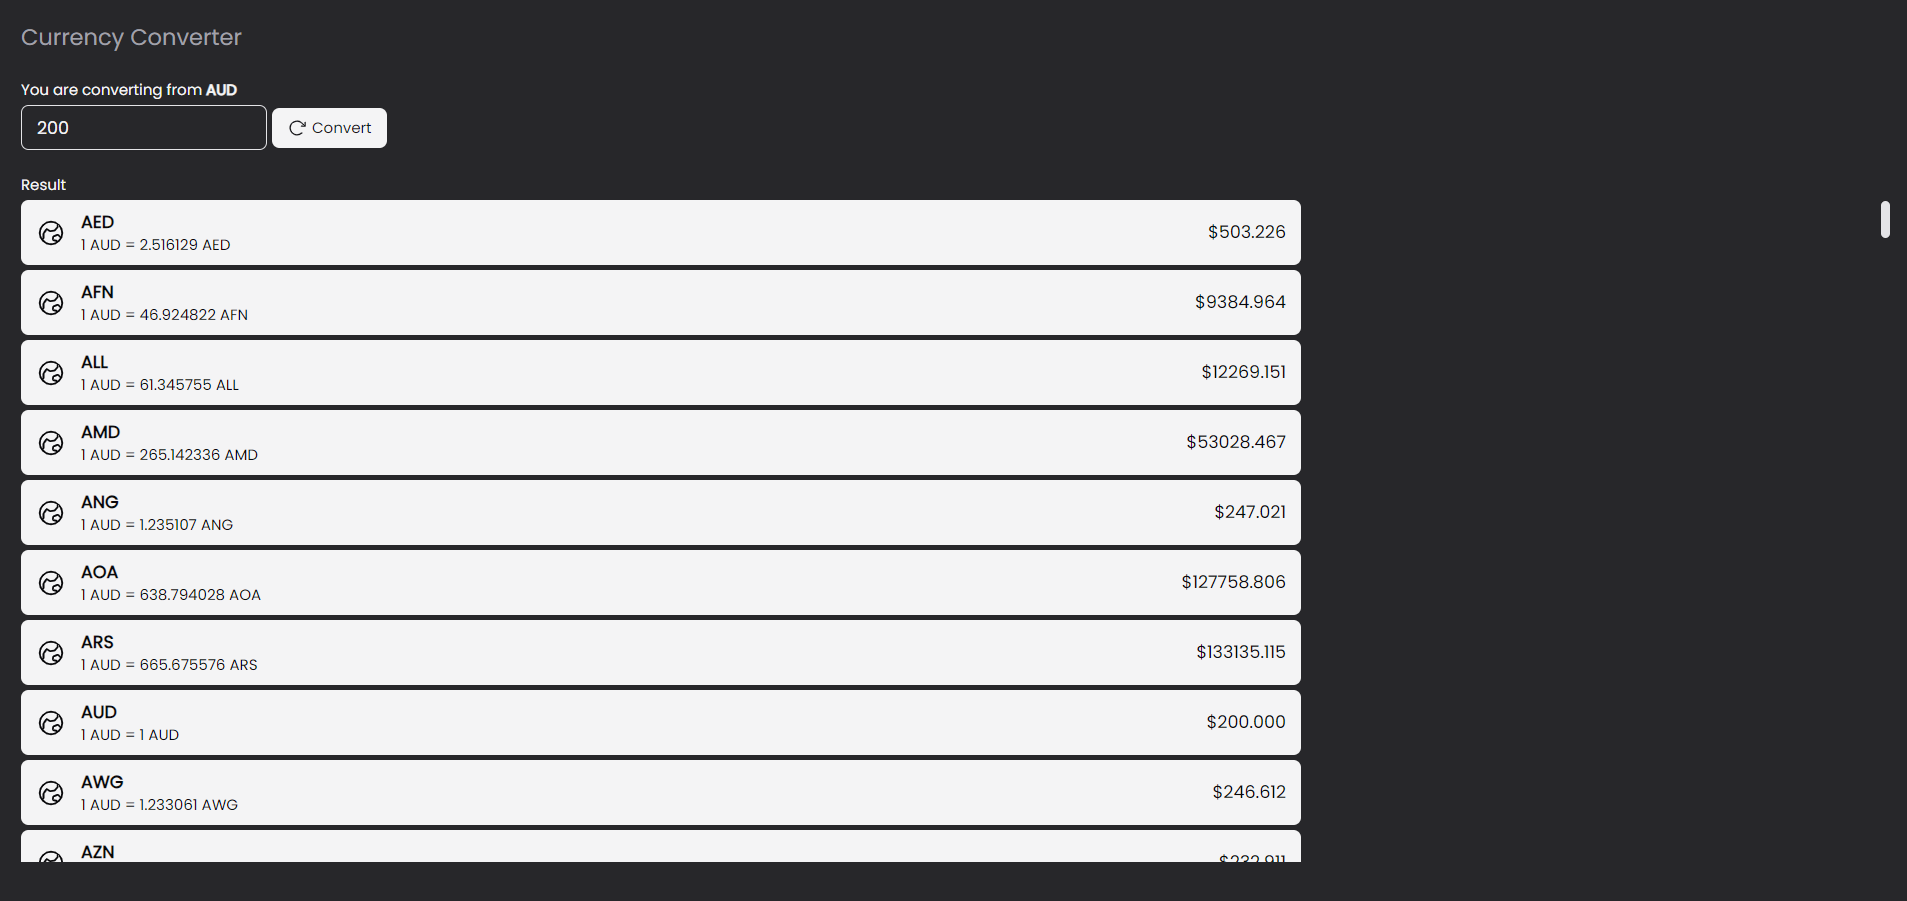 Currency Converter
You are converting from AUD
200
Convert
Result
AED
1 AUD = 2.516129 AED
$503.226
AFN
1 AUD = 46.924822 AFN
$9384.964
ALL
1 AUD = 61.345755 ALL
$12269.151
AMD
1 AUD = 265.142336 AMD
$53028.467
ANG
1 AUD = 1.235107 ANG
$247.021
AOA
1 AUD = 638.794028 AOA
$127758.806
ARS
1 AUD = 665.675576 ARS
$133135.115
AUD
1 AUD = 1 AUD
$200.000
AWG
1 AUD = 1.233061 AWG
$246.612
AZN
$232.911